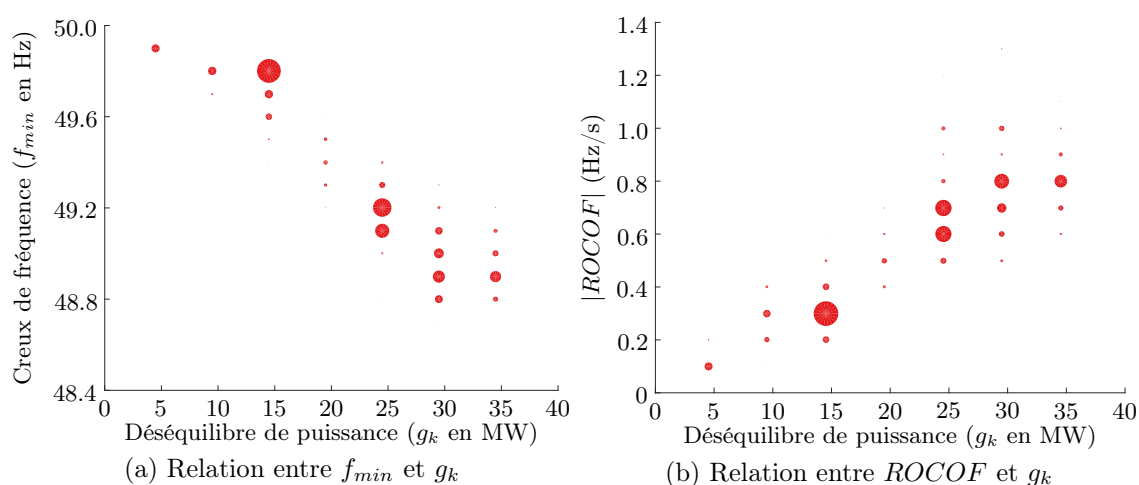 50.0
49.6
49.2
48.8
48.4
Creux de fréquence (f_min en Hz)
0 5 10 15 20 25 30 35 40
Déséquilibre de puissance (g_k en MW)
(a) Relation entre f_min et g_k
1.4
1.2
1.0
0.8
0.6
0.4
0.2
0
|ROCOF| (Hz/s)
0 5 10 15 20 25 30 35 40
Déséquilibre de puissance (g_k en MW)
(b) Relation entre ROCOF et g_k